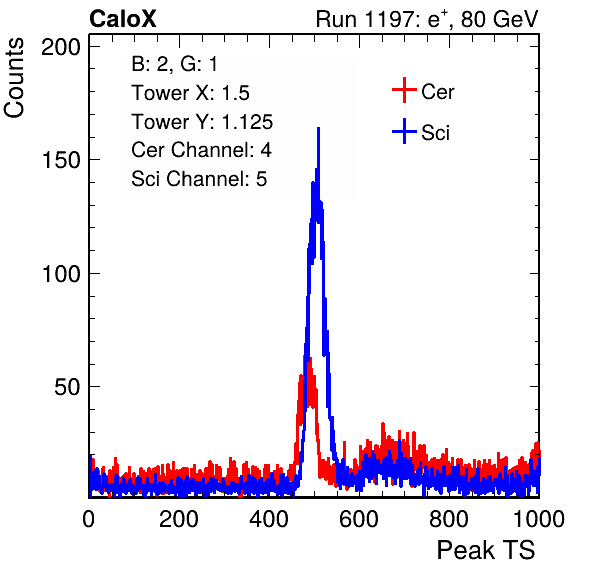 CaloX Run 1197: e⁺, 80 GeV
B: 2, G: 1
Tower X: 1.5
Tower Y: 1.125
Cer Channel: 4
Sci Channel: 5
Cer
Sci
Counts
200
150
100
50
0 200 400 600 800 1000
Peak TS